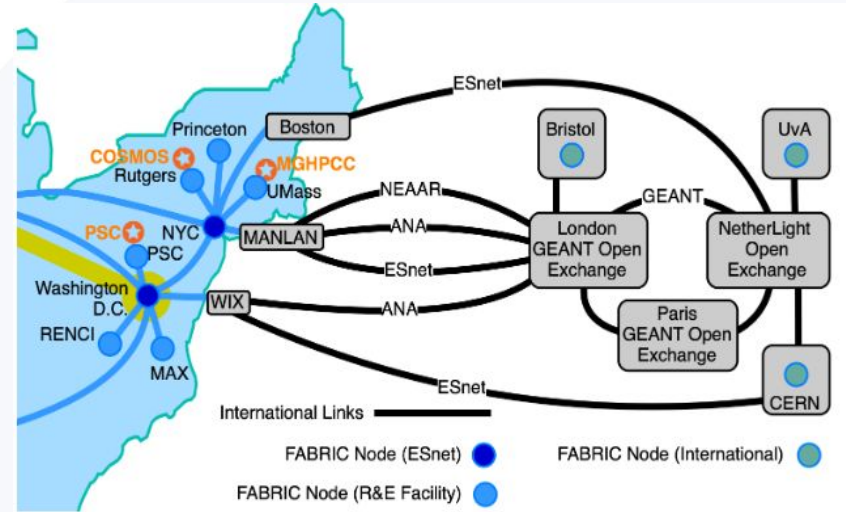 ESnet
Princeton
Boston
Bristol
UvA
COSMOS
Rutgers
MGHPCC
UMass
NEAAR
GEANT
PSC
NYC
MANLAN
ANA
London
GEANT Open
Exchange
NetherLight
Open
Exchange
PSC
ESnet
Washington
D.C.
WIX
ANA
Paris
GEANT Open
Exchange
RENCI
MAX
ESnet
CERN
International Links
FABRIC Node (ESnet)
FABRIC Node (International)
FABRIC Node (R&E Facility)